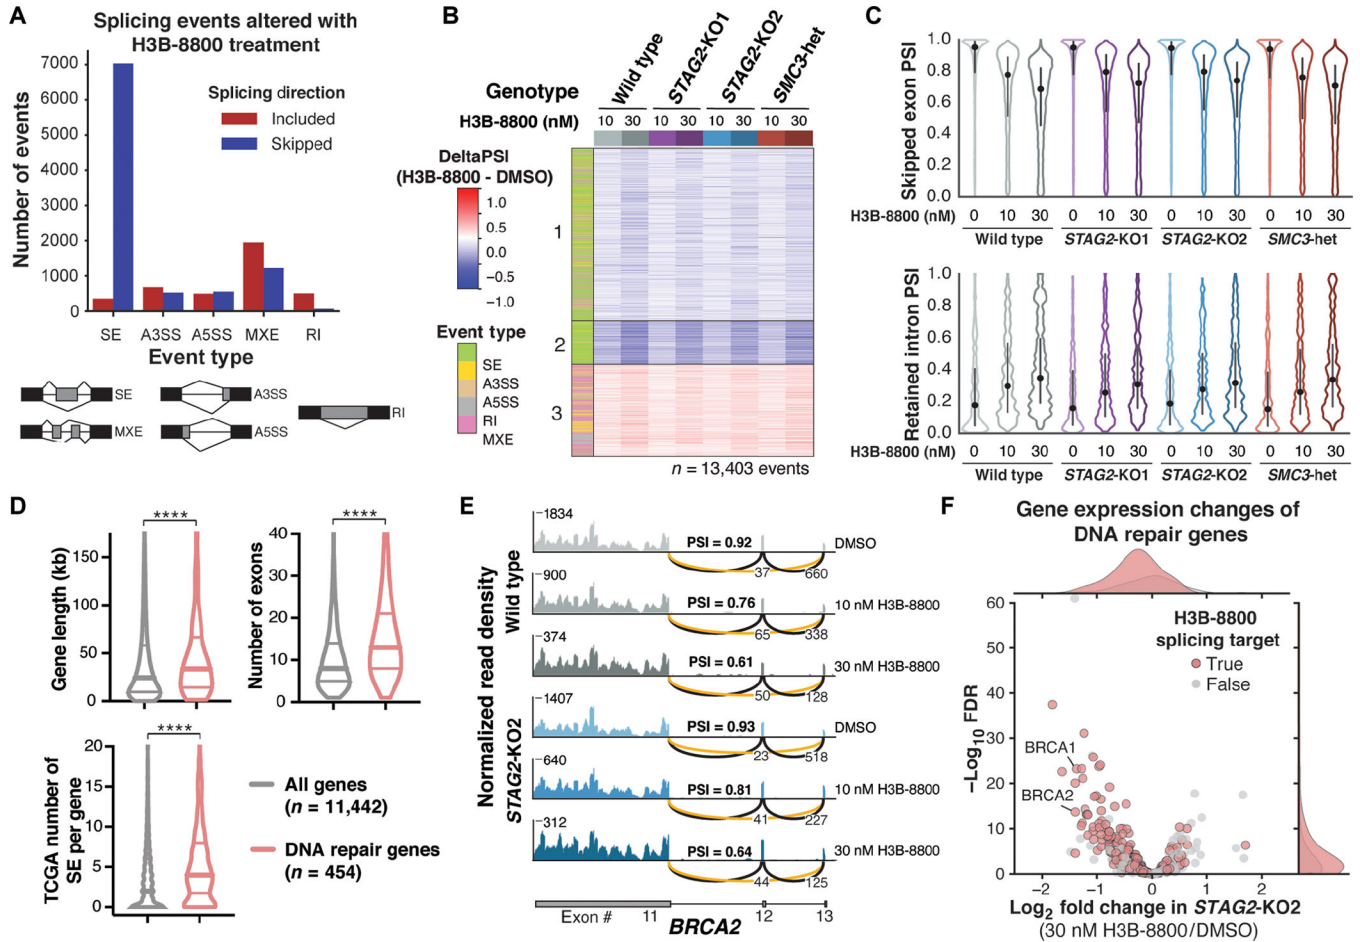 A
Splicing events altered with
H3B-8800 treatment
Number of events
7000
6000
5000
4000
3000
2000
1000
0
Splicing direction
Included
Skipped
SE A3SS A5SS MXE RI
Event type
SE
A3SS
RI
MXE
A5SS
B
Genotype
Wild type
STAG2-KO1
STAG2-KO2
SMC3-het
H3B-8800 (nM)
10 30 10 30 10 30 10 30
DeltaPSI
(H3B-8800 - DMSO)
1.0
0.5
0.0
−0.5
−1.0
Event type
SE
A3SS
A5SS
RI
MXE
1
2
3
n = 13,403 events
C
Skipped exon PSI
1.0
0.8
0.6
0.4
0.2
0.0
H3B-8800 (nM)
0 10 30 0 10 30 0 10 30 0 10 30
Wild type STAG2-KO1 STAG2-KO2 SMC3-het
Retained intron PSI
1.0
0.8
0.6
0.4
0.2
0.0
H3B-8800 (nM)
0 10 30 0 10 30 0 10 30 0 10 30
Wild type STAG2-KO1 STAG2-KO2 SMC3-het
D
Gene length (kb)
150
100
50
0
****
Number of exons
40
30
20
10
0
****
TCGA number of
SE per gene
20
15
10
5
0
****
All genes
(n = 11,442)
DNA repair genes
(n = 454)
E
Normalized read density
Wild type
STAG2-KO2
1834
PSI = 0.92
DMSO
37 660
900
PSI = 0.76
10 nM H3B-8800
65 338
374
PSI = 0.61
30 nM H3B-8800
50 128
1407
PSI = 0.93
DMSO
23 518
640
PSI = 0.81
10 nM H3B-8800
41 227
312
PSI = 0.64
30 nM H3B-8800
44 125
Exon # 11 12 13
BRCA2
F
Gene expression changes of
DNA repair genes
−Log10 FDR
60
50
40
30
20
10
0
H3B-8800
splicing target
True
False
BRCA1
BRCA2
−2 −1 0 1 2
Log2 fold change in STAG2-KO2
(30 nM H3B-8800/DMSO)